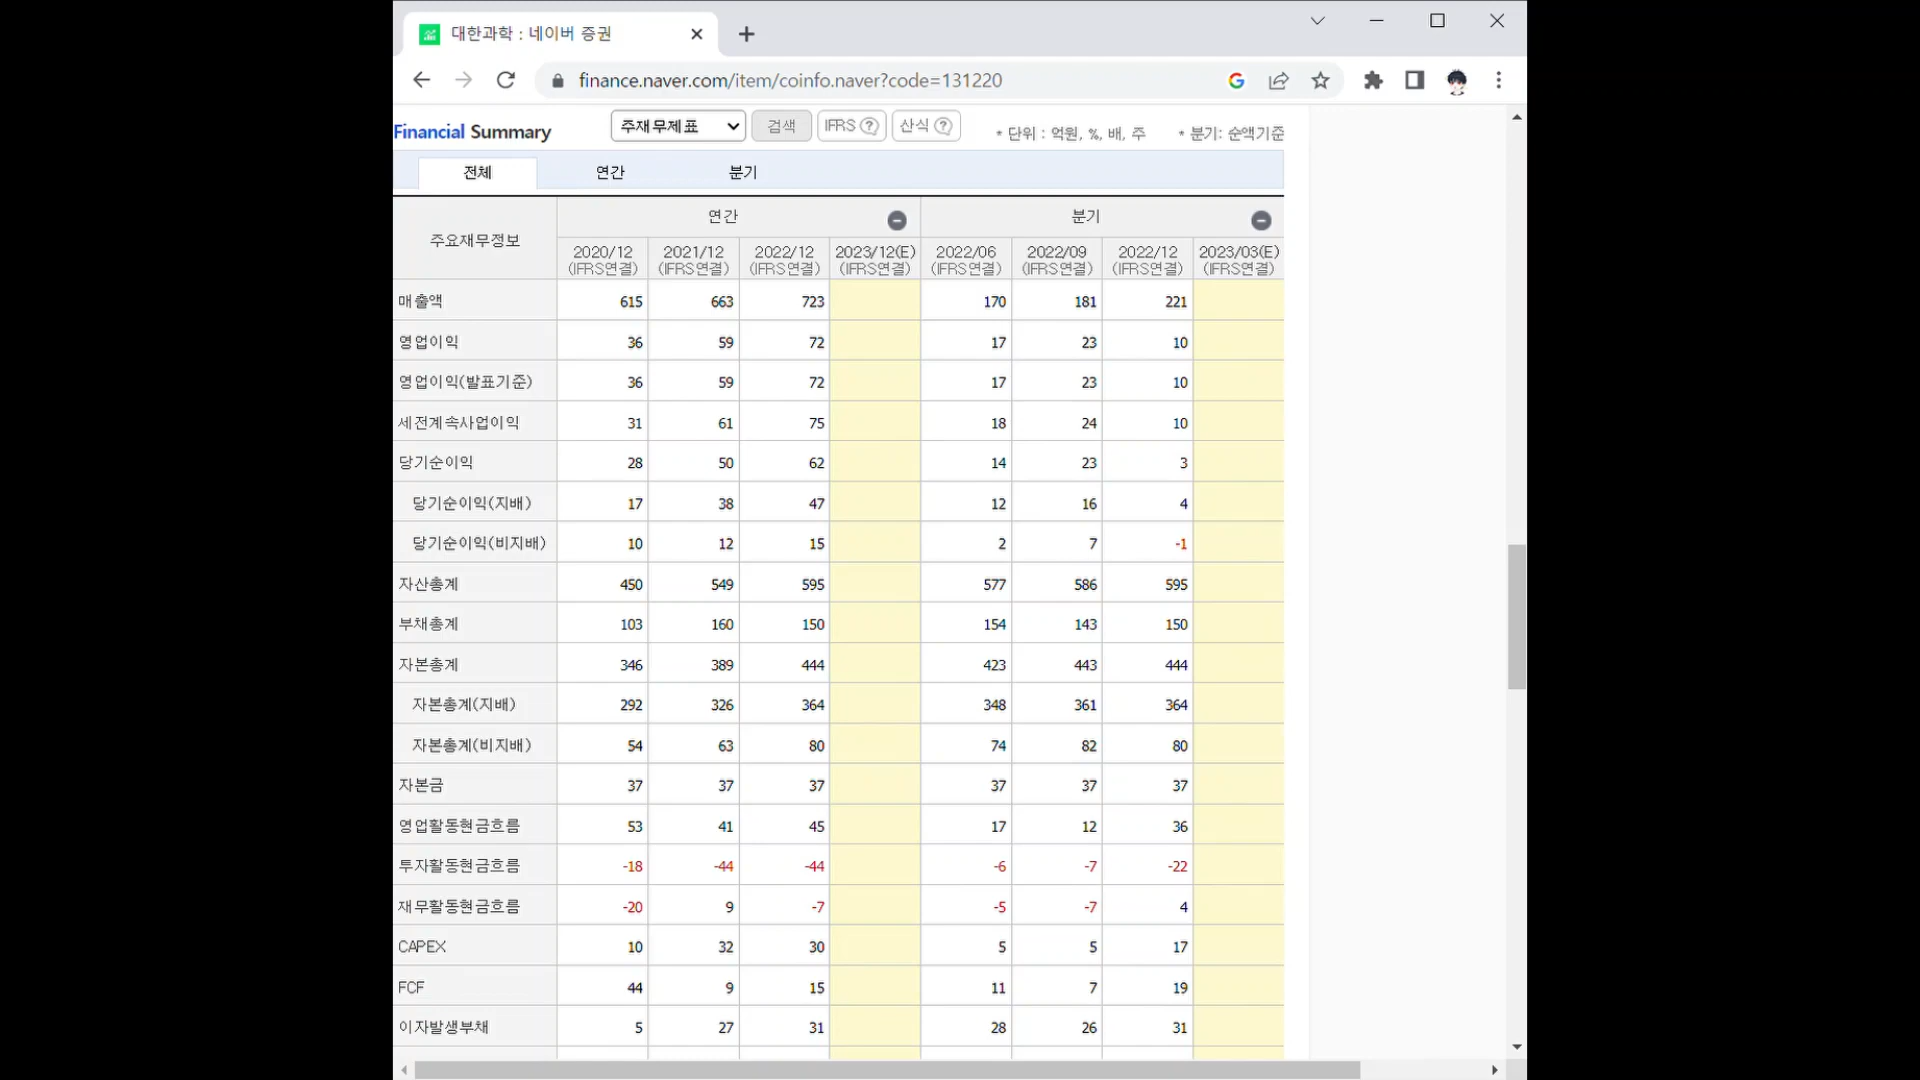 대한과학 : 네이버 증권
finance.naver.com/item/coinfo.naver?code=131220
Financial Summary 주재무제표 검색 IFRS ? 산식 ? * 단위 : 억원, %, 배, 주 * 분기: 순액기준
전체 연간 분기
주요재무정보 연간 분기
2020/12 2021/12 2022/12 2023/12(E) 2022/06 2022/09 2022/12 2023/03(E)
(IFRS연결) (IFRS연결) (IFRS연결) (IFRS연결) (IFRS연결) (IFRS연결) (IFRS연결) (IFRS연결)
매출액 615 663 723 170 181 221
영업이익 36 59 72 17 23 10
영업이익(발표기준) 36 59 72 17 23 10
세전계속사업이익 31 61 75 18 24 10
당기순이익 28 50 62 14 23 3
당기순이익(지배) 17 38 47 12 16 4
당기순이익(비지배) 10 12 15 2 7 -1
자산총계 450 549 595 577 586 595
부채총계 103 160 150 154 143 150
자본총계 346 389 444 423 443 444
자본총계(지배) 292 326 364 348 361 364
자본총계(비지배) 54 63 80 74 82 80
자본금 37 37 37 37 37 37
영업활동현금흐름 53 41 45 17 12 36
투자활동현금흐름 -18 -44 -44 -6 -7 -22
재무활동현금흐름 -20 9 -7 -5 -7 4
CAPEX 10 32 30 5 5 17
FCF 44 9 15 11 7 19
이자발생부채 5 27 31 28 26 31